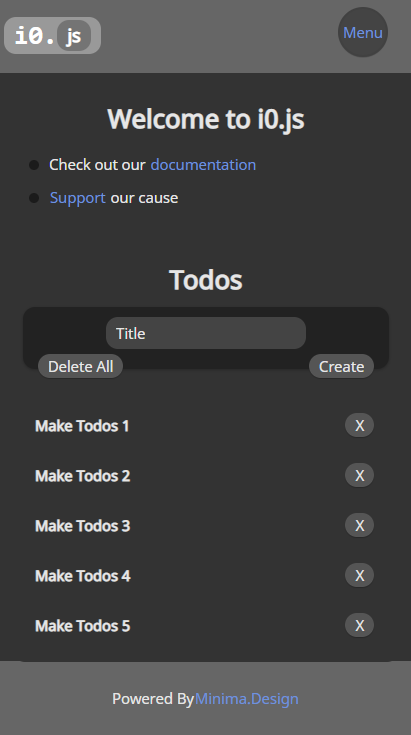 i0.js
Menu
Welcome to i0.js
Check out our documentation
Support our cause
Todos
Title
Delete All
Create
Make Todos 1
X
Make Todos 2
X
Make Todos 3
X
Make Todos 4
X
Make Todos 5
X
Powered ByMinima.Design